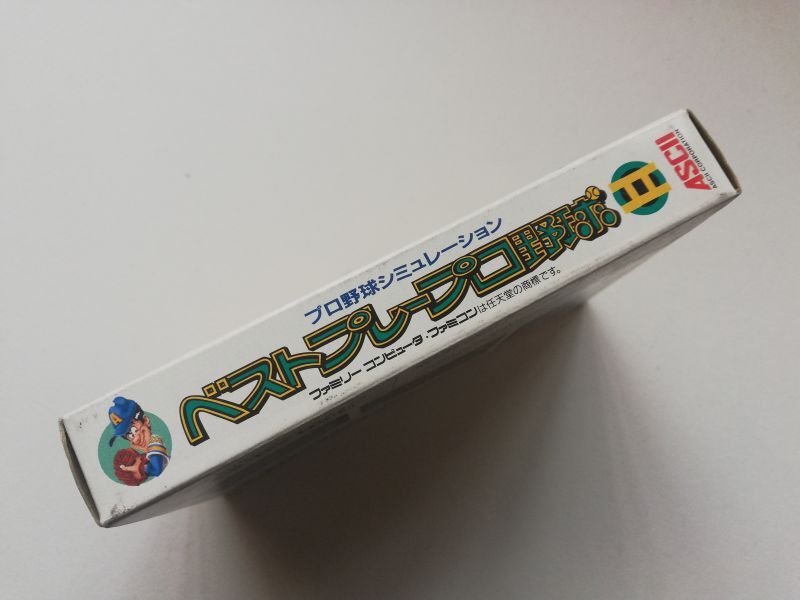 プロ野球シミュレーション
ベストプレープロ野球
II
ファミリー コンピュータ・ファミコンは任天堂の商標です。
ASCII
ASCII CORPORATION
A